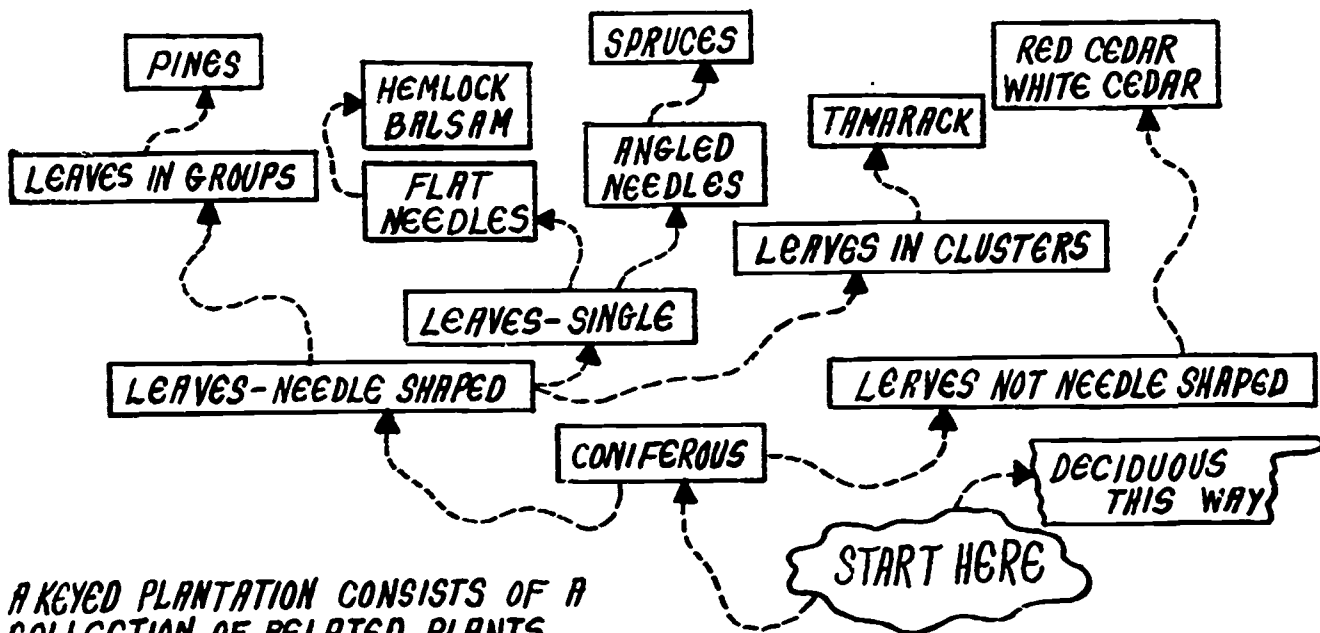 PINES
SPRUCES
RED CEDAR
WHITE CEDAR
HEMLOCK
BALSAM
TAMARACK
LEAVES IN GROUPS
ANGLED
NEEDLES
FLAT
NEEDLES
LEAVES IN CLUSTERS
LEAVES-SINGLE
LEAVES-NEEDLE SHAPED
LEAVES NOT NEEDLE SHAPED
CONIFEROUS
DECIDUOUS
THIS WAY
START HERE
A KEYED PLANTATION CONSISTS OF A
COLLECTION OF RELATED PLANTS